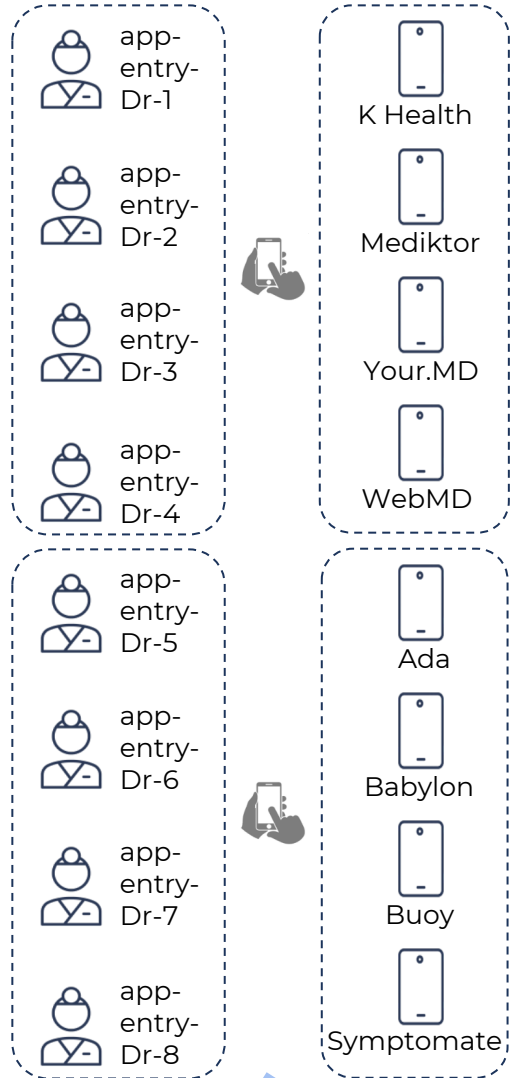 app-
entry-
Dr-1
app-
entry-
Dr-2
app-
entry-
Dr-3
app-
entry-
Dr-4
K Health
Mediktor
Your.MD
WebMD
app-
entry-
Dr-5
app-
entry-
Dr-6
app-
entry-
Dr-7
app-
entry-
Dr-8
Ada
Babylon
Buoy
Symptomate